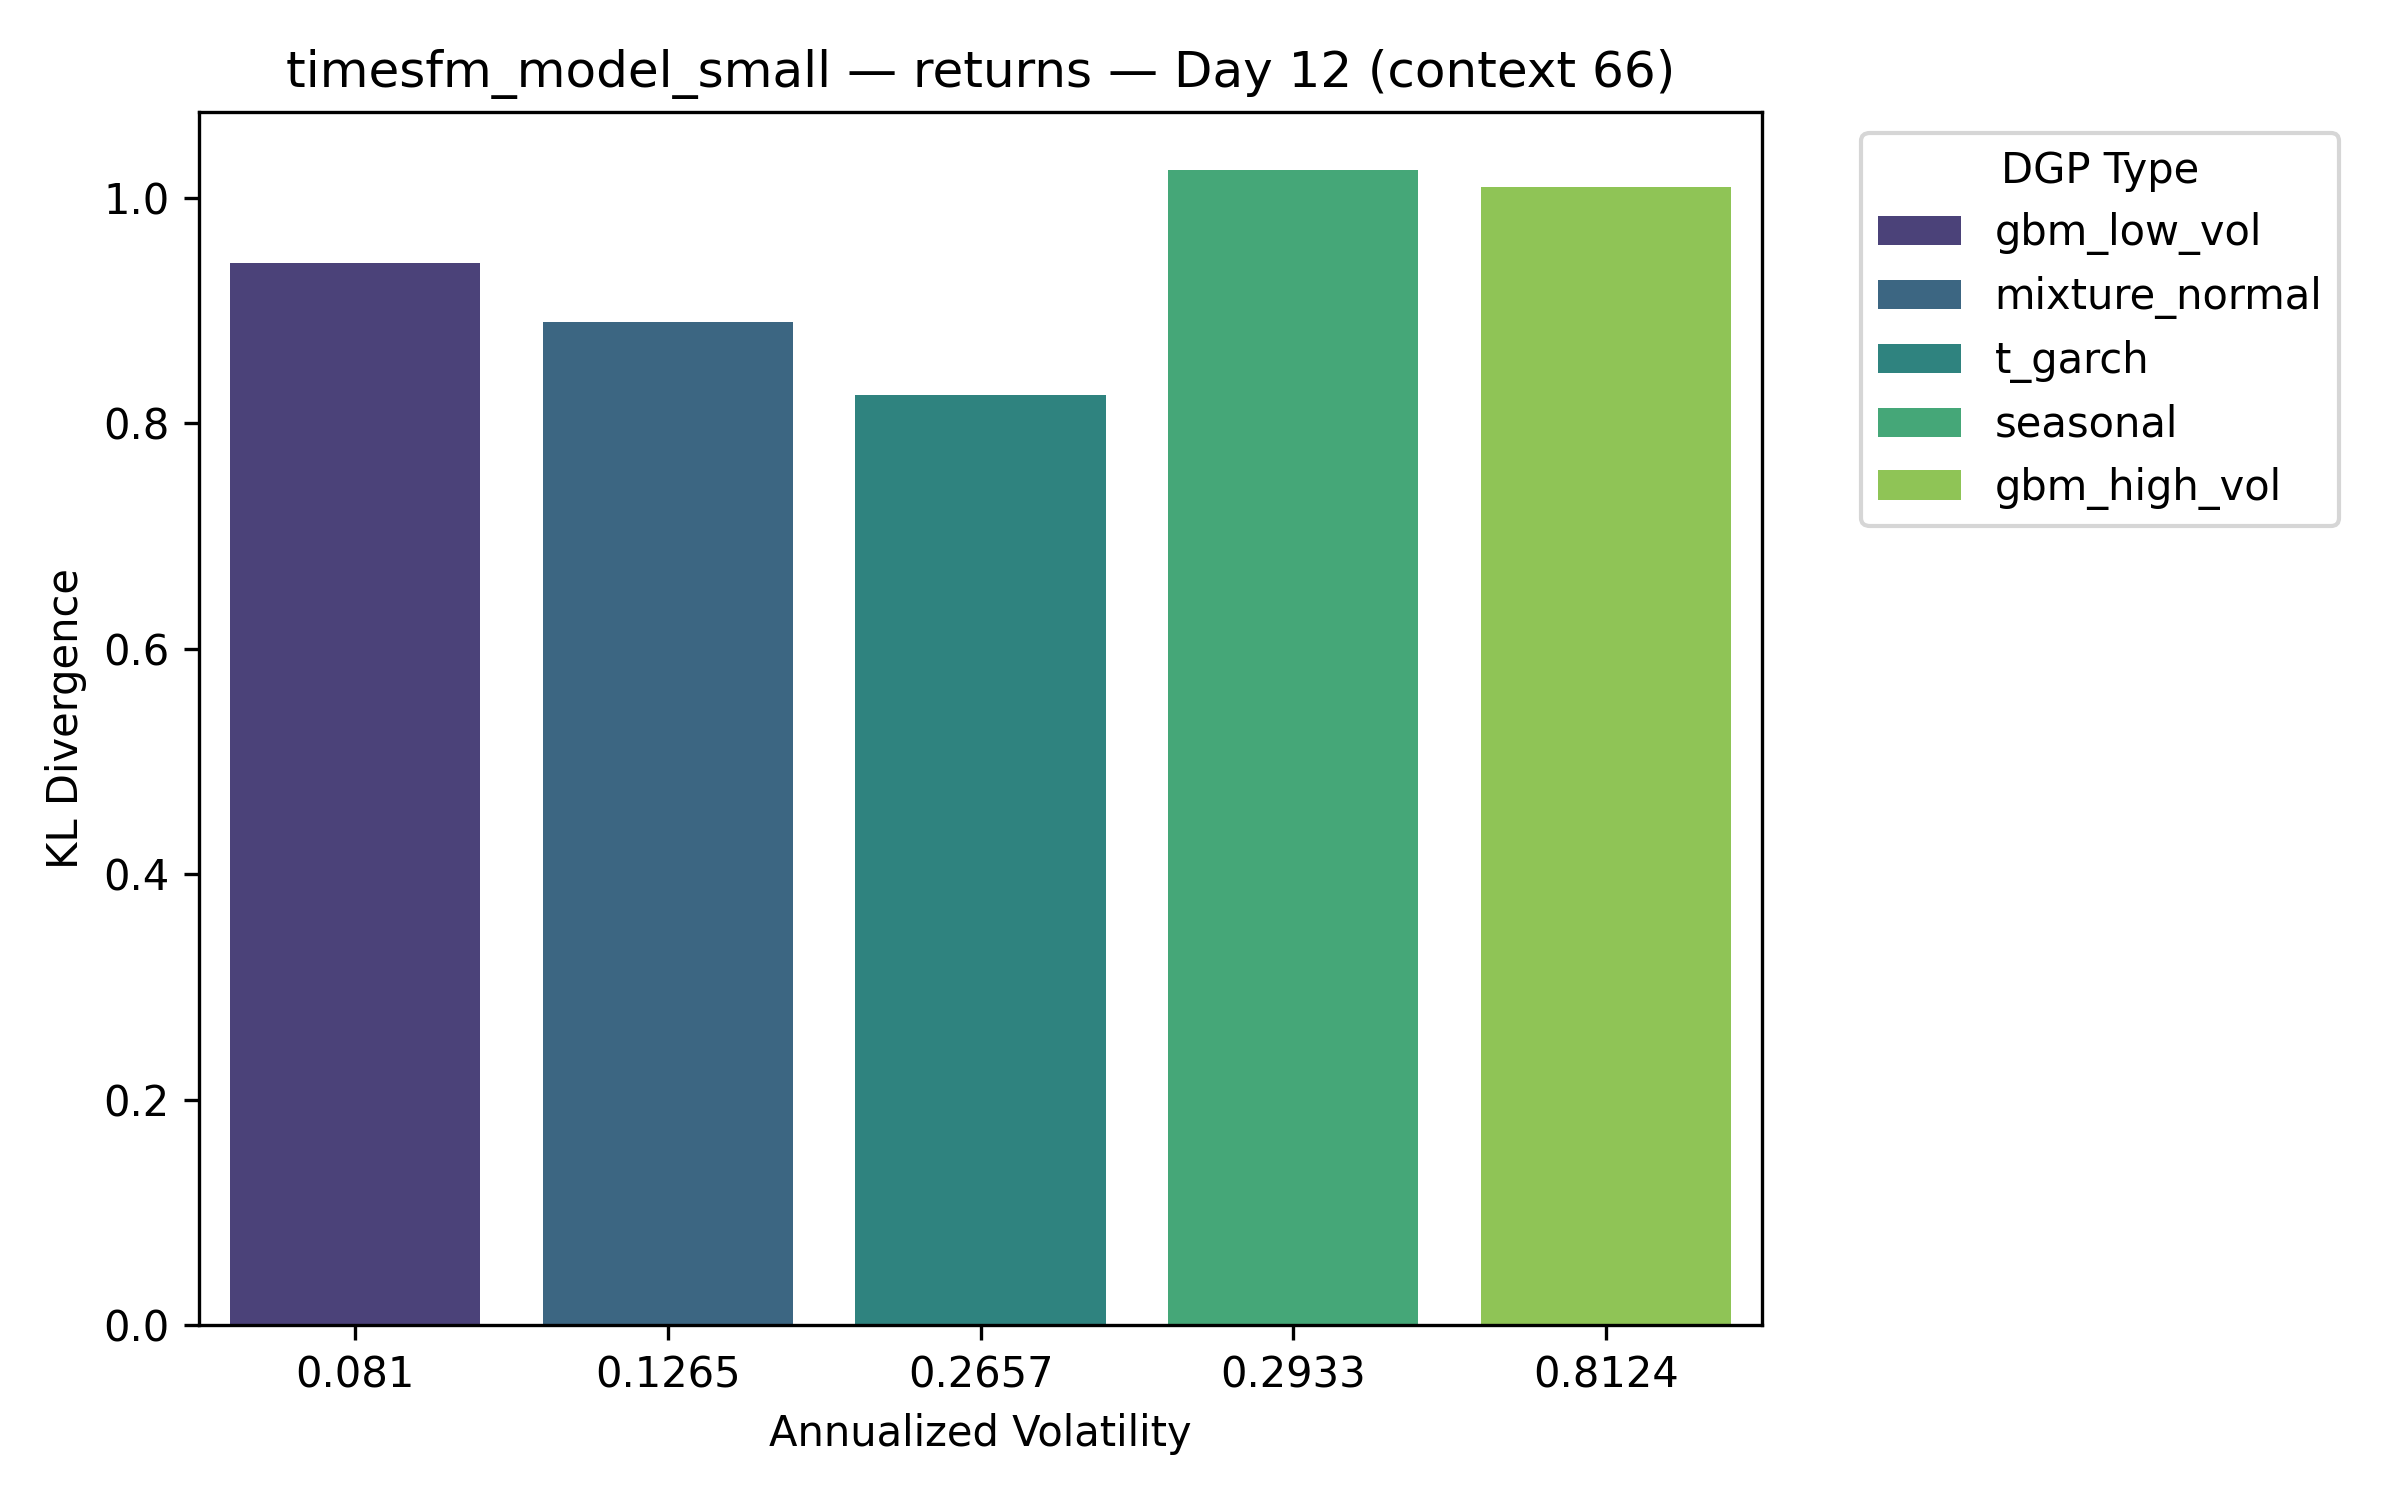 timesfm_model_small — returns — Day 12 (context 66)
KL Divergence
1.0
0.8
0.6
0.4
0.2
0.0
0.081 0.1265 0.2657 0.2933 0.8124
Annualized Volatility
DGP Type
gbm_low_vol
mixture_normal
t_garch
seasonal
gbm_high_vol